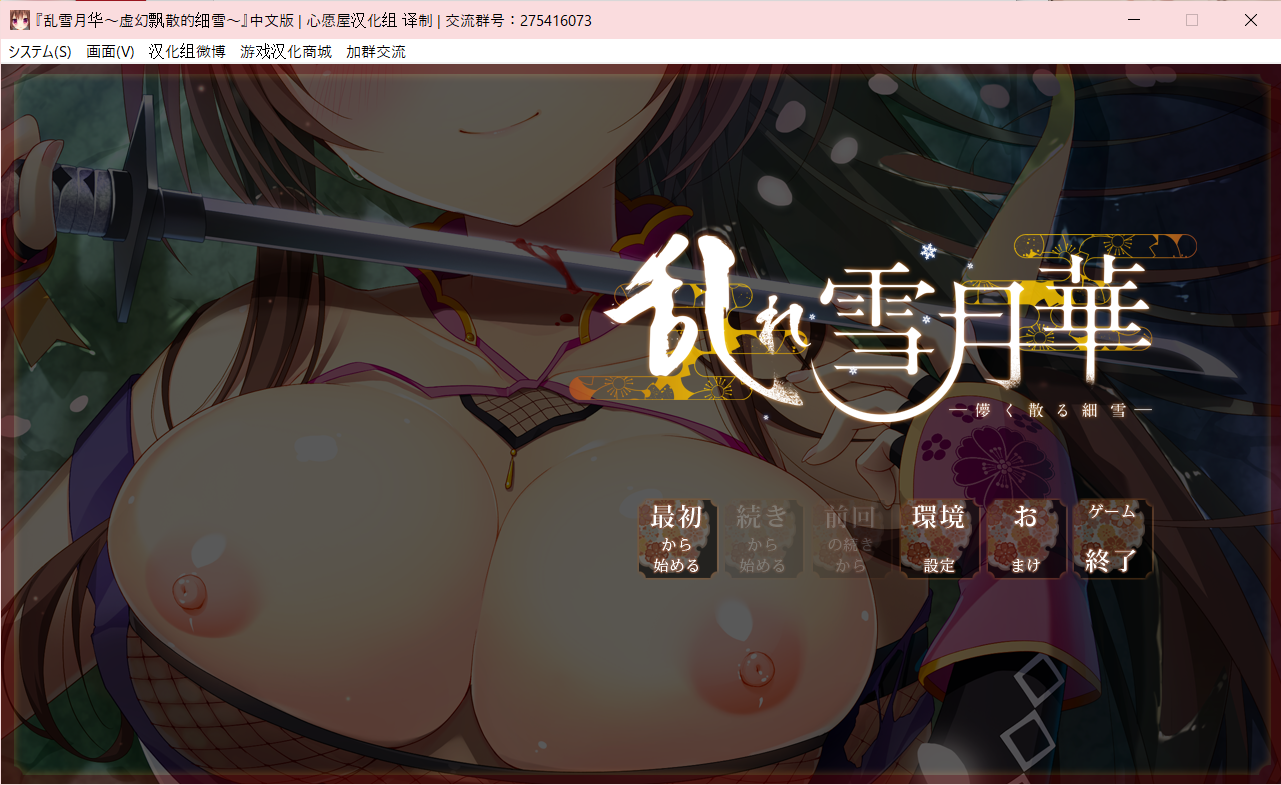 『乱雪月华～虚幻飘散的细雪～』中文版 | 心愿屋汉化组 译制 | 交流群号：275416073
システム(S) 画面(V) 汉化组微博 游戏汉化商城 加群交流
乱れ雪月華
―儚く散る細雪―
最初
から
始める
続き
から
始める
前回
の続き
から
環境
設定
お
まけ
ゲーム
終了